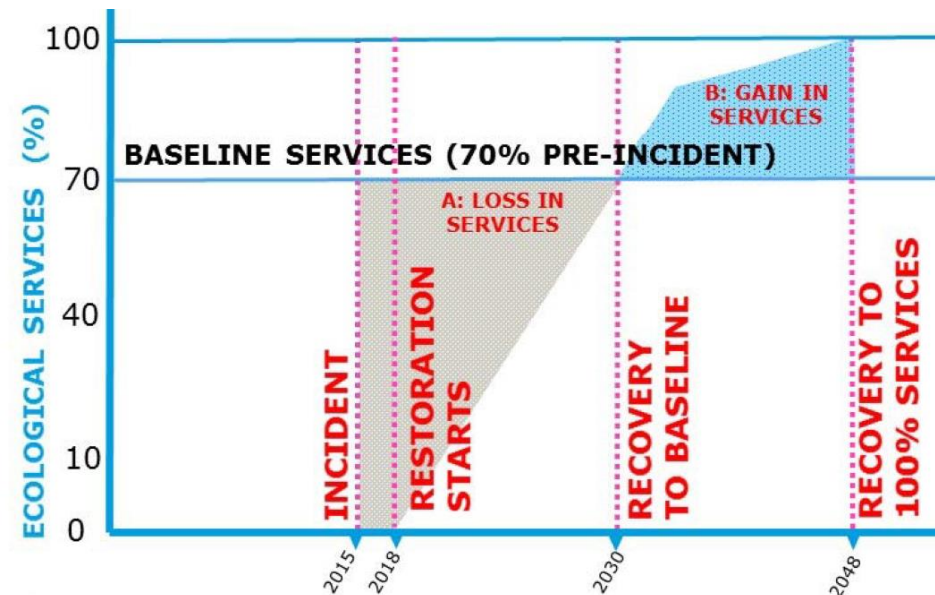 ECOLOGICAL SERVICES (%)
100
70
40
10
0
BASELINE SERVICES (70% PRE-INCIDENT)
A: LOSS IN
SERVICES
B: GAIN IN
SERVICES
INCIDENT
RESTORATION
STARTS
RECOVERY
TO BASELINE
RECOVERY TO
100% SERVICES
2015
2018
2030
2048